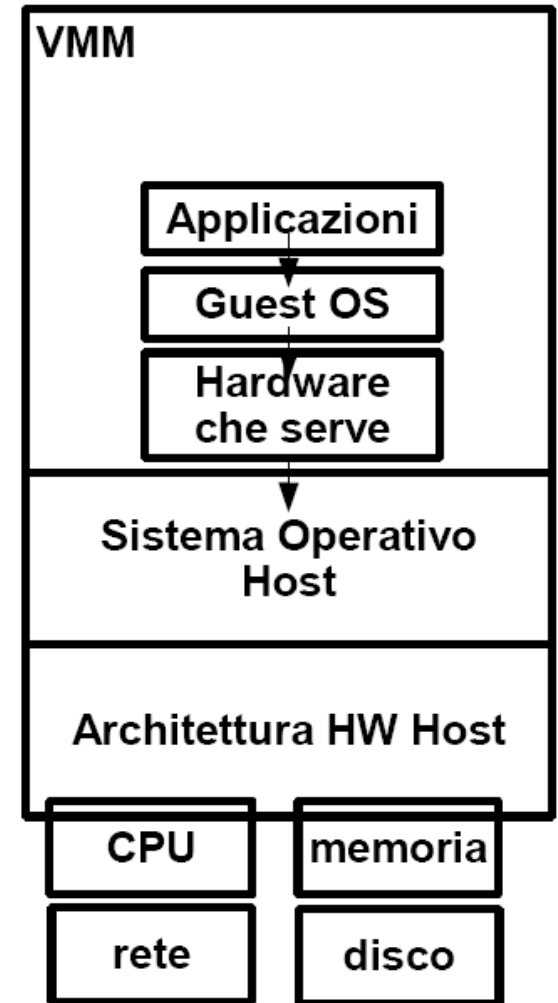 VMM
Applicazioni
Guest OS
Hardware
che serve
Sistema Operativo
Host
Architettura HW Host
CPU
memoria
rete
disco